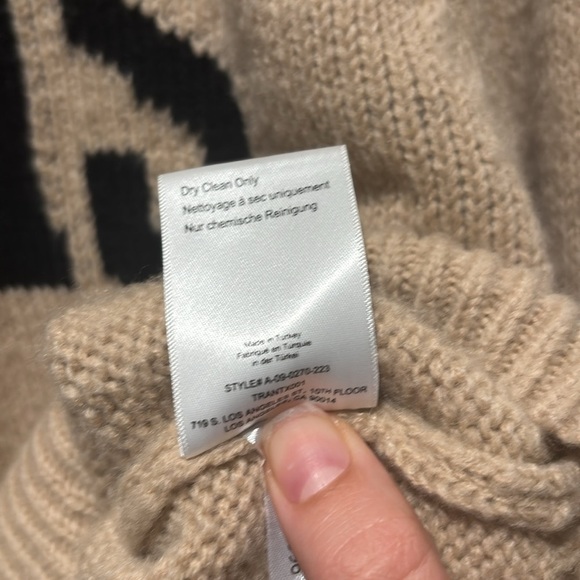 Dry Clean Only
Nettoyage à sec uniquement
Nur chemische Reinigung
Made in Turkey
Fabriqué en Turquie
in der Türkei
STYLE# A-09-0270-223
TRANTX001
719 S. LOS ANGELES ST. 10TH FLOOR
LOS ANGELES, CA 90014